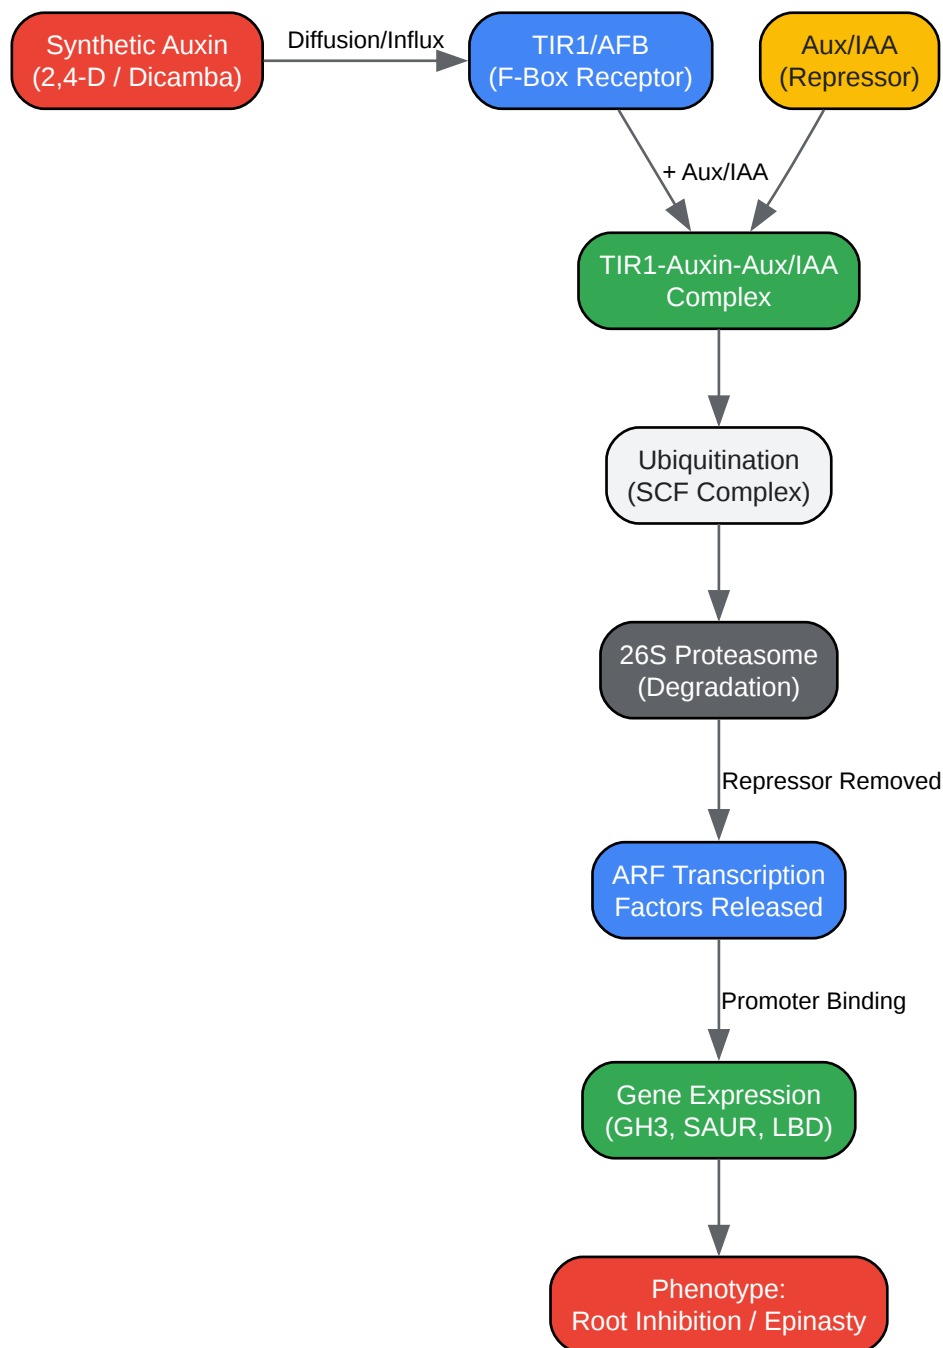 Synthetic Auxin
(2,4-D / Dicamba)
Diffusion/Influx
TIR1/AFB
(F-Box Receptor)
Aux/IAA
(Repressor)
+ Aux/IAA
TIR1-Auxin-Aux/IAA
Complex
Ubiquitination
(SCF Complex)
26S Proteasome
(Degradation)
Repressor Removed
ARF Transcription
Factors Released
Promoter Binding
Gene Expression
(GH3, SAUR, LBD)
Phenotype:
Root Inhibition / Epinasty